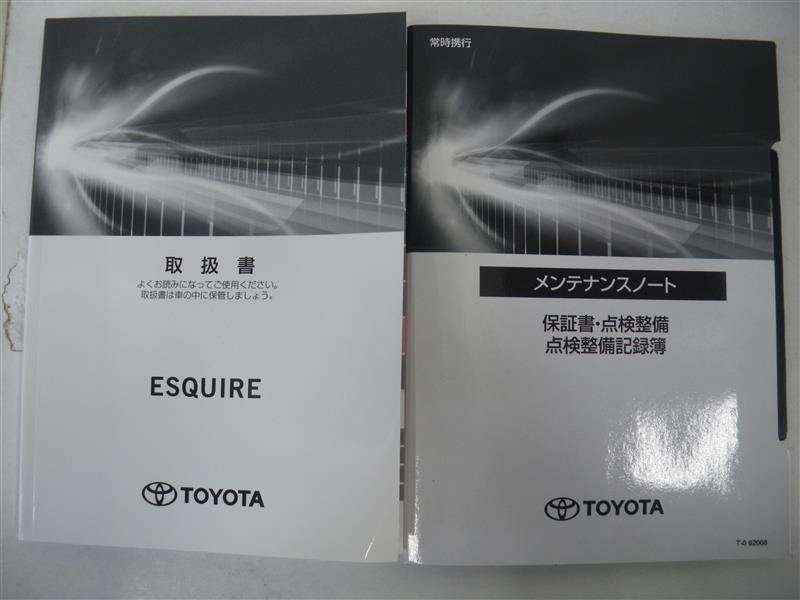 取扱書
よくお読みになってご使用ください。
取扱書は車の中に保管しましょう。
ESQUIRE
TOYOTA
常時携行
メンテナンスノート
保証書・点検整備
点検整備記録簿
TOYOTA
T-0 62008